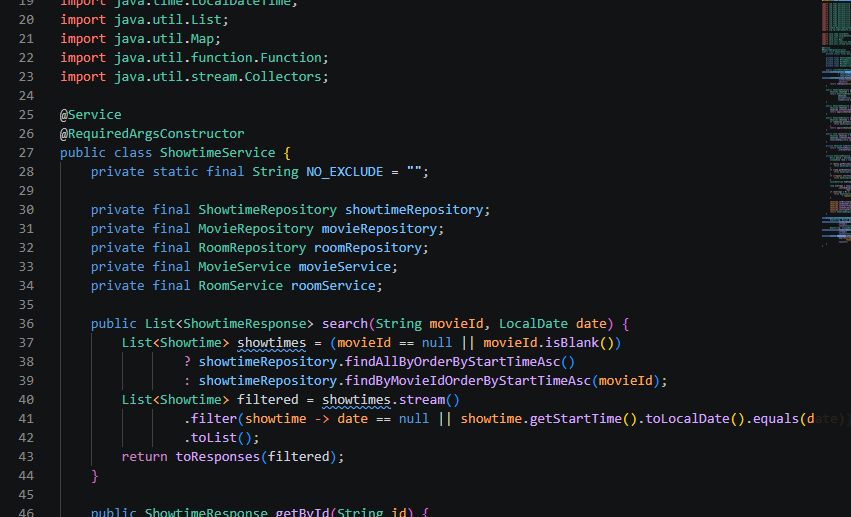 19 import java.time.LocalDateTime;
20 import java.util.List;
21 import java.util.Map;
22 import java.util.function.Function;
23 import java.util.stream.Collectors;
24
25 @Service
26 @RequiredArgsConstructor
27 public class ShowtimeService {
28 private static final String NO_EXCLUDE = "";
29
30 private final ShowtimeRepository showtimeRepository;
31 private final MovieRepository movieRepository;
32 private final RoomRepository roomRepository;
33 private final MovieService movieService;
34 private final RoomService roomService;
35
36 public List<ShowtimeResponse> search(String movieId, LocalDate date) {
37 List<Showtime> showtimes = (movieId == null || movieId.isBlank())
38 ? showtimeRepository.findAllByOrderByStartTimeAsc()
39 : showtimeRepository.findByMovieIdOrderByStartTimeAsc(movieId);
40 List<Showtime> filtered = showtimes.stream()
41 .filter(showtime -> date == null || showtime.getStartTime().toLocalDate().equals(date))
42 .toList();
43 return toResponses(filtered);
44 }
45
46 public ShowtimeResponse getById(String id) {